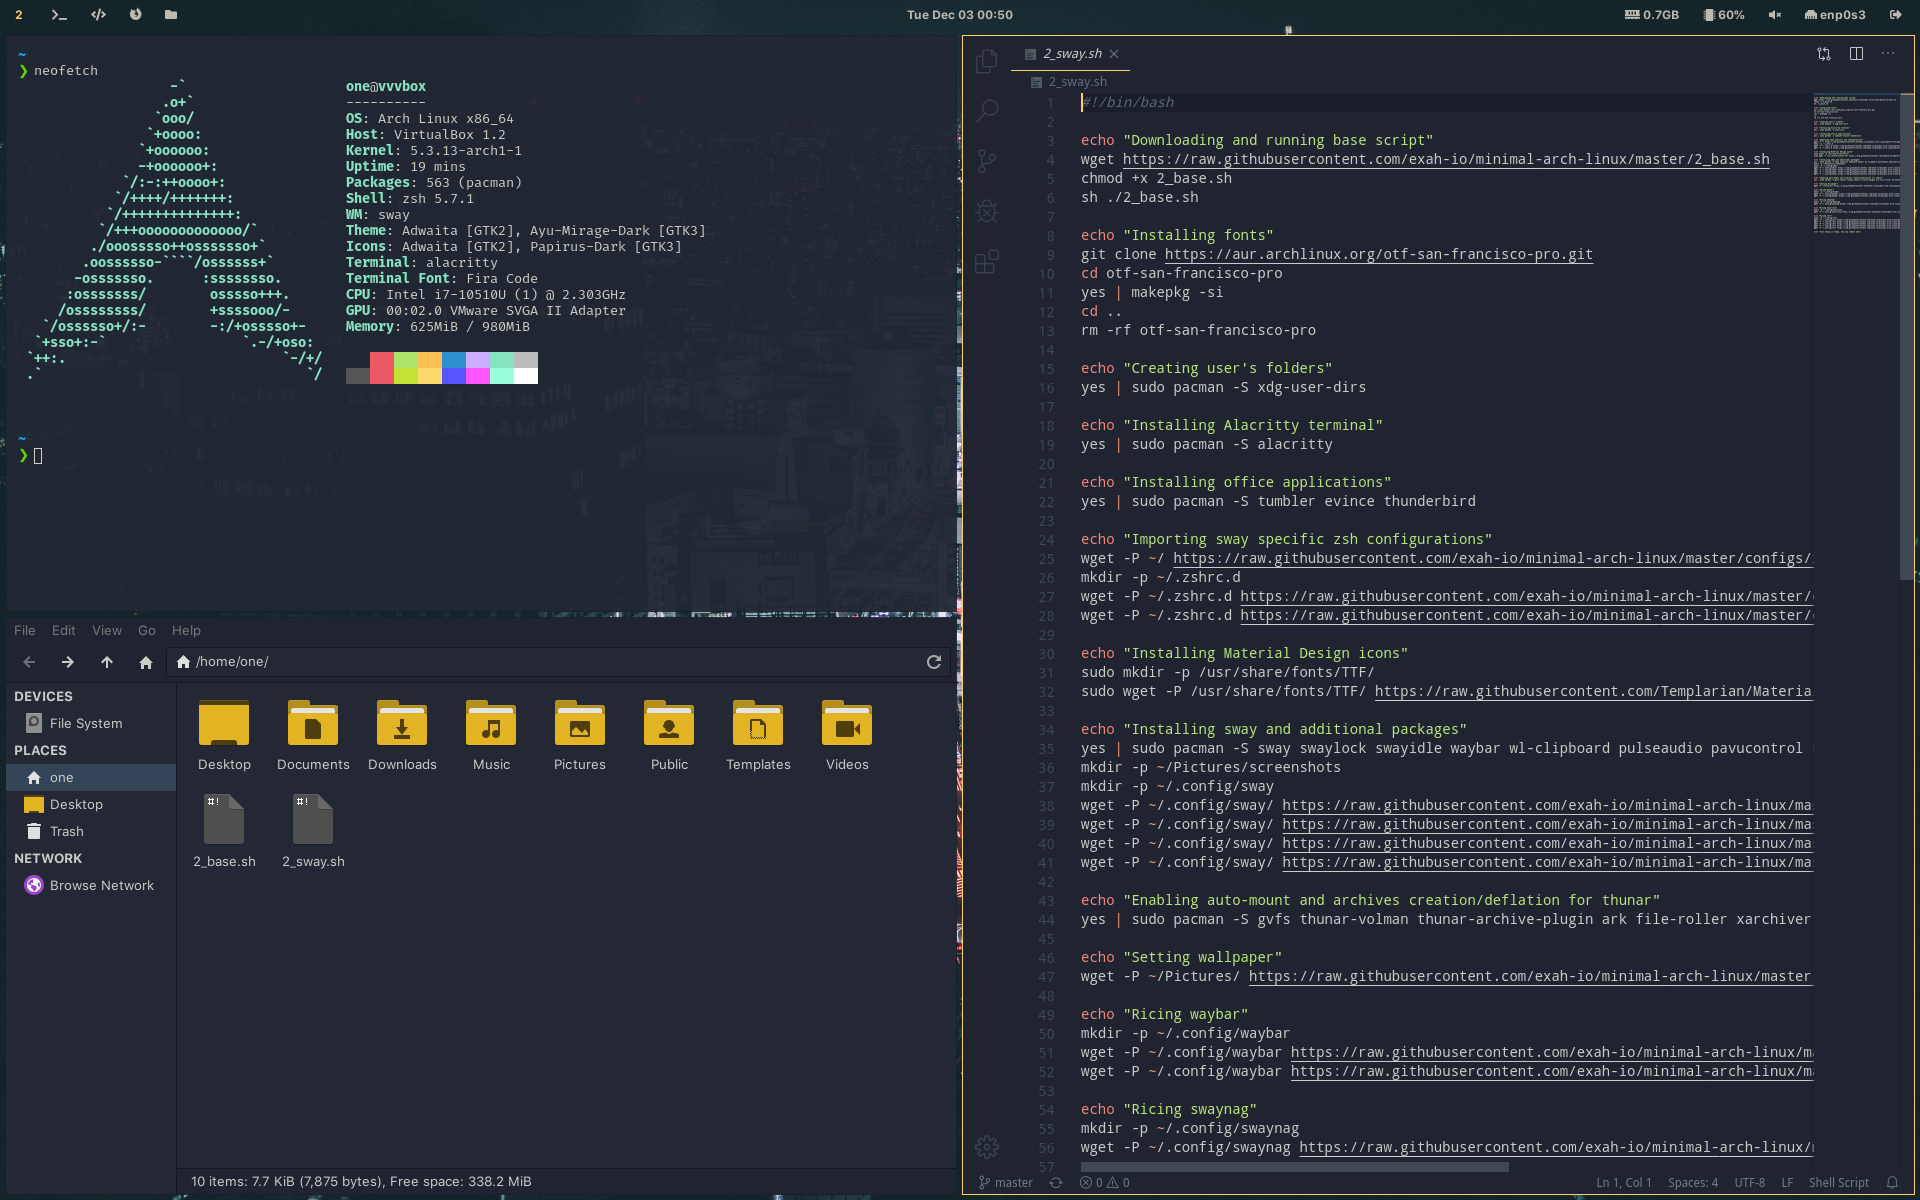 2
Tue Dec 03 00:50
0.7GB
60%
enp0s3
~
❯ neofetch
-`
.o+`
`ooo/
`+oooo:
`+oooooo:
-+oooooo+:
`/:-:++oooo+:
`/++++/+++++++:
`/++++++++++++++:
`/+++ooooooooooooo/`
./ooosssso++osssssso+`
.oossssso-````/ossssss+`
-osssssso.      :ssssssso.
:osssssss/        osssso+++.
/ossssssss/        +ssssooo/-
`/ossssso+/:-        -:/+osssso+-
`+sso+:-`                 `.-/+oso:
`++:.                           `-/+/
.`                                 `/
one@vvvbox
----------
OS: Arch Linux x86_64
Host: VirtualBox 1.2
Kernel: 5.3.13-arch1-1
Uptime: 19 mins
Packages: 563 (pacman)
Shell: zsh 5.7.1
WM: sway
Theme: Adwaita [GTK2], Ayu-Mirage-Dark [GTK3]
Icons: Adwaita [GTK2], Papirus-Dark [GTK3]
Terminal: alacritty
Terminal Font: Fira Code
CPU: Intel i7-10510U (1) @ 2.303GHz
GPU: 00:02.0 VMware SVGA II Adapter
Memory: 625MiB / 980MiB
~
❯
File Edit View Go Help
/home/one/
DEVICES
File System
PLACES
one
Desktop
Trash
NETWORK
Browse Network
Desktop Documents Downloads Music Pictures Public Templates Videos
#! #!
2_base.sh 2_sway.sh
10 items: 7.7 KiB (7,875 bytes), Free space: 338.2 MiB
2_sway.sh
2_sway.sh
1 #!/bin/bash
2
3 echo "Downloading and running base script"
4 wget https://raw.githubusercontent.com/exah-io/minimal-arch-linux/master/2_base.sh
5 chmod +x 2_base.sh
6 sh ./2_base.sh
7
8 echo "Installing fonts"
9 git clone https://aur.archlinux.org/otf-san-francisco-pro.git
10 cd otf-san-francisco-pro
11 yes | makepkg -si
12 cd ..
13 rm -rf otf-san-francisco-pro
14
15 echo "Creating user's folders"
16 yes | sudo pacman -S xdg-user-dirs
17
18 echo "Installing Alacritty terminal"
19 yes | sudo pacman -S alacritty
20
21 echo "Installing office applications"
22 yes | sudo pacman -S tumbler evince thunderbird
23
24 echo "Importing sway specific zsh configurations"
25 wget -P ~/ https://raw.githubusercontent.com/exah-io/minimal-arch-linux/master/configs/
26 mkdir -p ~/.zshrc.d
27 wget -P ~/.zshrc.d https://raw.githubusercontent.com/exah-io/minimal-arch-linux/master/
28 wget -P ~/.zshrc.d https://raw.githubusercontent.com/exah-io/minimal-arch-linux/master/
29
30 echo "Installing Material Design icons"
31 sudo mkdir -p /usr/share/fonts/TTF/
32 sudo wget -P /usr/share/fonts/TTF/ https://raw.githubusercontent.com/Templarian/Materia
33
34 echo "Installing sway and additional packages"
35 yes | sudo pacman -S sway swaylock swayidle waybar wl-clipboard pulseaudio pavucontrol
36 mkdir -p ~/Pictures/screenshots
37 mkdir -p ~/.config/sway
38 wget -P ~/.config/sway/ https://raw.githubusercontent.com/exah-io/minimal-arch-linux/ma
39 wget -P ~/.config/sway/ https://raw.githubusercontent.com/exah-io/minimal-arch-linux/ma
40 wget -P ~/.config/sway/ https://raw.githubusercontent.com/exah-io/minimal-arch-linux/ma
41 wget -P ~/.config/sway/ https://raw.githubusercontent.com/exah-io/minimal-arch-linux/ma
42
43 echo "Enabling auto-mount and archives creation/deflation for thunar"
44 yes | sudo pacman -S gvfs thunar-volman thunar-archive-plugin ark file-roller xarchiver
45
46 echo "Setting wallpaper"
47 wget -P ~/Pictures/ https://raw.githubusercontent.com/exah-io/minimal-arch-linux/master
48
49 echo "Ricing waybar"
50 mkdir -p ~/.config/waybar
51 wget -P ~/.config/waybar https://raw.githubusercontent.com/exah-io/minimal-arch-linux/m
52 wget -P ~/.config/waybar https://raw.githubusercontent.com/exah-io/minimal-arch-linux/m
53
54 echo "Ricing swaynag"
55 mkdir -p ~/.config/swaynag
56 wget -P ~/.config/swaynag https://raw.githubusercontent.com/exah-io/minimal-arch-linux/
57
master 0 0 Ln 1, Col 1 Spaces: 4 UTF-8 LF Shell Script